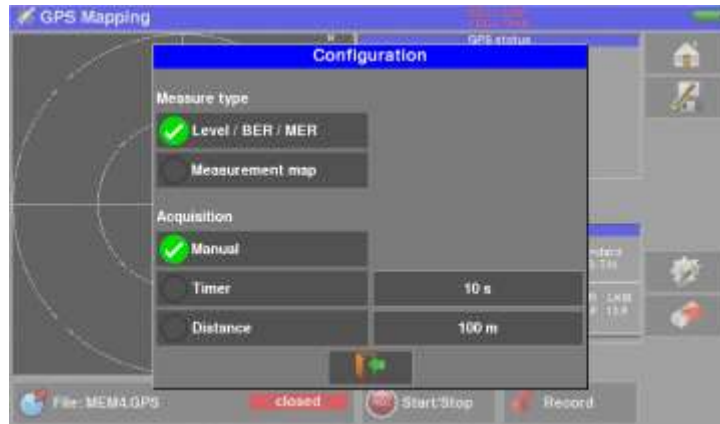 GPS Mapping
N
GPS status
Configuration
Measure type
Level / BER / MER
Measurement map
Acquisition
Manual
Timer
10 s
Distance
100 m
File: MEM4.GPS
closed
Start/Stop
Record